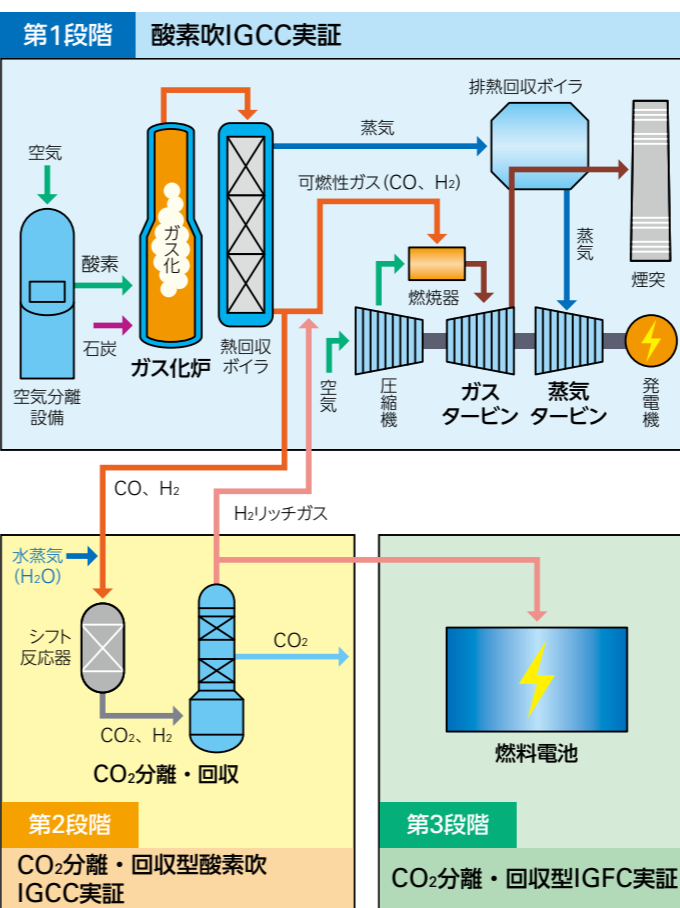 第1段階
酸素吹IGCC実証
排熱回収ボイラ
空気
蒸気
可燃性ガス(CO、H₂)
ガス化
酸素
蒸気
燃焼器
煙突
石炭
ガス化炉
熱回収
ボイラ
空気
圧縮機
ガス
タービン
蒸気
タービン
発電機
空気分離
設備
CO、H₂
H₂リッチガス
水蒸気
(H₂O)
シフト
反応器
CO₂
CO₂、H₂
CO₂分離・回収
燃料電池
第2段階
CO₂分離・回収型酸素吹
IGCC実証
第3段階
CO₂分離・回収型IGFC実証